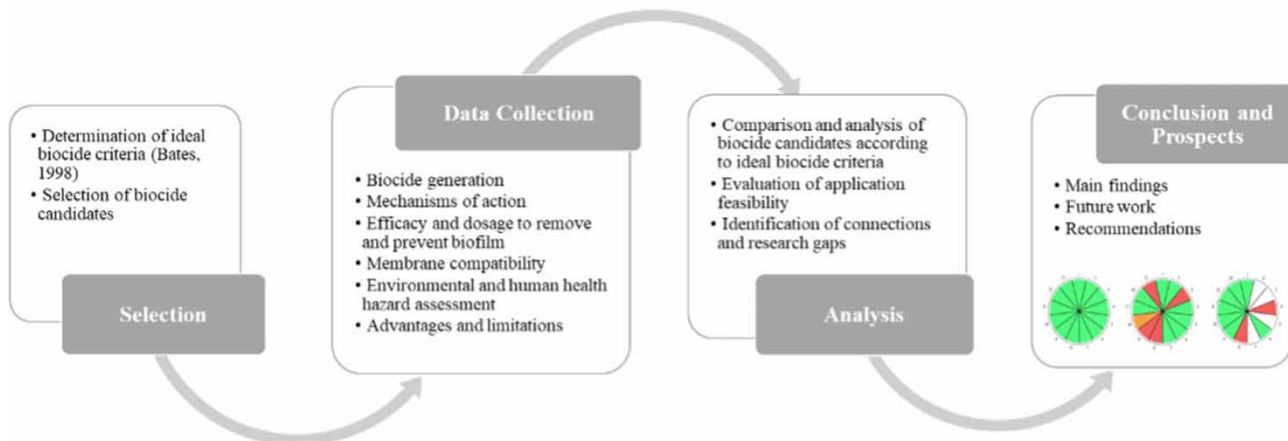 • Determination of ideal
biocide criteria (Bates,
1998)
• Selection of biocide
candidates
Selection
Data Collection
• Biocide generation
• Mechanisms of action
• Efficacy and dosage to remove
and prevent biofilm
• Membrane compatibility
• Environmental and human health
hazard assessment
• Advantages and limitations
• Comparison and analysis of
biocide candidates according
to ideal biocide criteria
• Evaluation of application
feasibility
• Identification of connections
and research gaps
Analysis
Conclusion and
Prospects
• Main findings
• Future work
• Recommendations